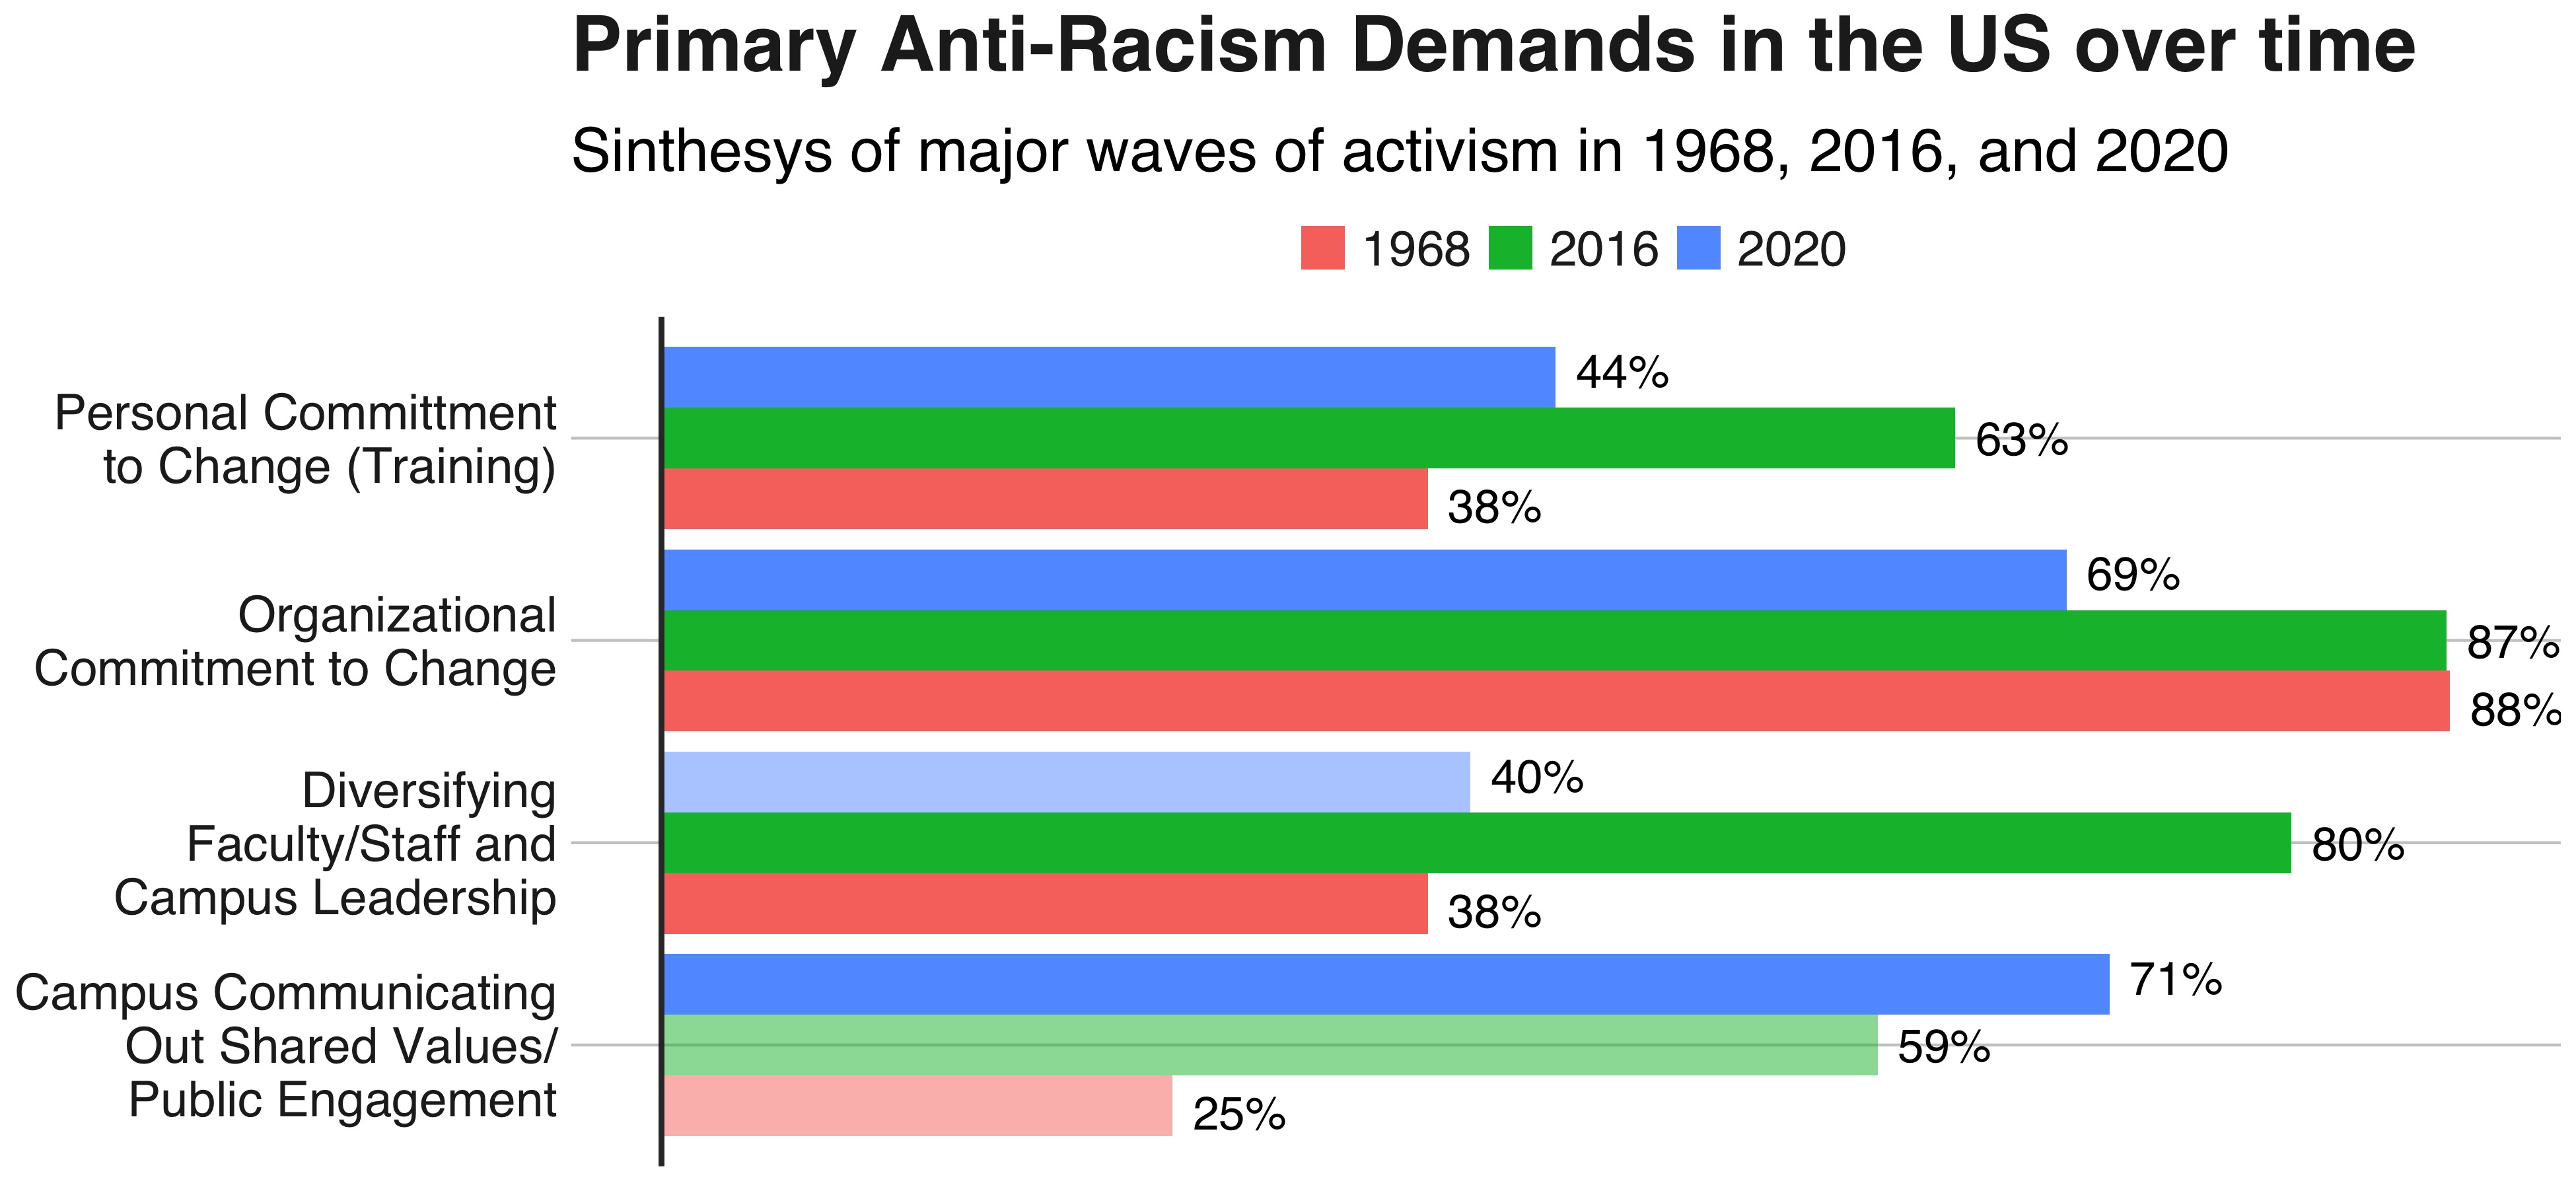 Primary Anti-Racism Demands in the US over time
Sinthesys of major waves of activism in 1968, 2016, and 2020
1968 2016 2020
Personal Committment
to Change (Training)
44%
63%
38%
Organizational
Commitment to Change
69%
87%
88%
Diversifying
Faculty/Staff and
Campus Leadership
40%
80%
38%
Campus Communicating
Out Shared Values/
Public Engagement
71%
59%
25%